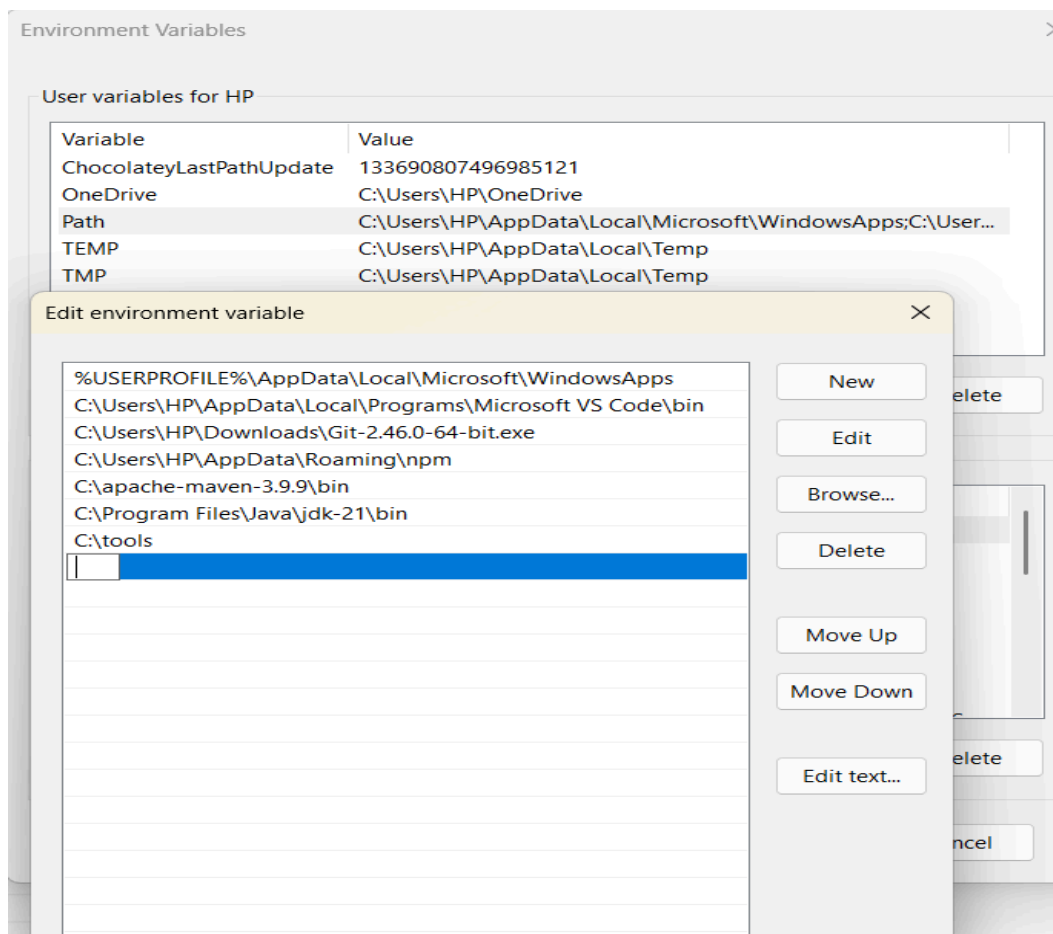 Environment Variables
User variables for HP
Variable Value
ChocolateyLastPathUpdate 133690807496985121
OneDrive C:\Users\HP\OneDrive
Path C:\Users\HP\AppData\Local\Microsoft\WindowsApps;C:\User...
TEMP C:\Users\HP\AppData\Local\Temp
TMP C:\Users\HP\AppData\Local\Temp
Edit environment variable
%USERPROFILE%\AppData\Local\Microsoft\WindowsApps
C:\Users\HP\AppData\Local\Programs\Microsoft VS Code\bin
C:\Users\HP\Downloads\Git-2.46.0-64-bit.exe
C:\Users\HP\AppData\Roaming\npm
C:\apache-maven-3.9.9\bin
C:\Program Files\Java\jdk-21\bin
C:\tools
New
Edit
Browse...
Delete
Move Up
Move Down
Edit text...
elete
elete
ncel